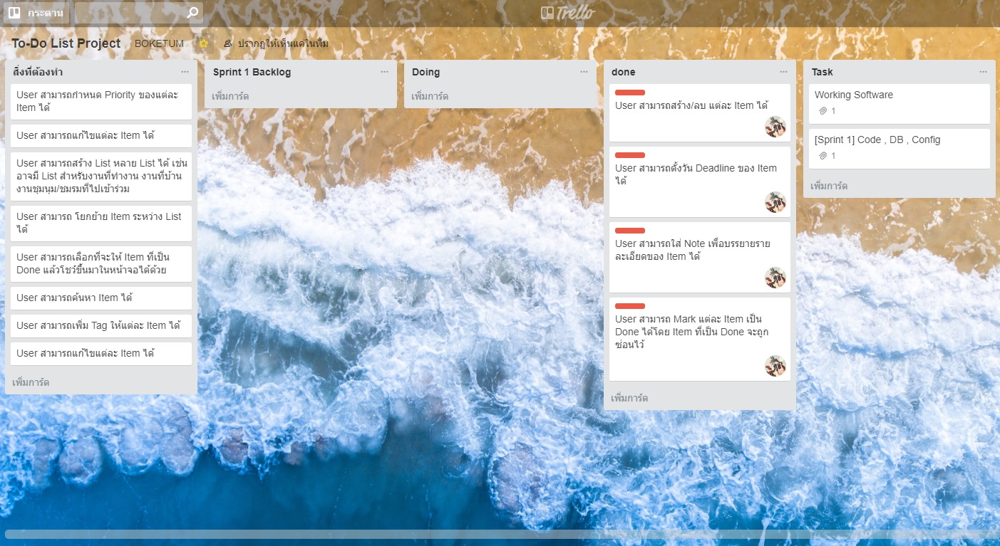 กระดาน
Trello
To-Do List Project BOKETUM ปรากฏให้เห็นแค่ในทีม
สิ่งที่ต้องทำ
User สามารถกำหนด Priority ของแต่ละ
Item ได้
User สามารถแก้ไขแต่ละ Item ได้
User สามารถสร้าง List หลาย List ได้ เช่น
อาจมี List สำหรับงานที่ทำงาน งานที่บ้าน
งานชุมนุม/ชมรมที่ไปเข้าร่วม
User สามารถ โยกย้าย Item ระหว่าง List
ได้
User สามารถเลือกที่จะให้ Item ที่เป็น
Done แล้วโชว์ขึ้นมาในหน้าจอได้ด้วย
User สามารถค้นหา Item ได้
User สามารถเพิ่ม Tag ให้แต่ละ Item ได้
User สามารถแก้ไขแต่ละ Item ได้
เพิ่มการ์ด
Sprint 1 Backlog
เพิ่มการ์ด
Doing
เพิ่มการ์ด
done
User สามารถสร้าง/ลบ แต่ละ Item ได้
User สามารถตั้งวัน Deadline ของ Item
ได้
User สามารถใส่ Note เพื่อบรรยายราย
ละเอียดของ Item ได้
User สามารถ Mark แต่ละ Item เป็น
Done ได้โดย Item ที่เป็น Done จะถูก
ซ่อนไว้
เพิ่มการ์ด
Task
Working Software
1
[Sprint 1] Code , DB , Config
1
เพิ่มการ์ด